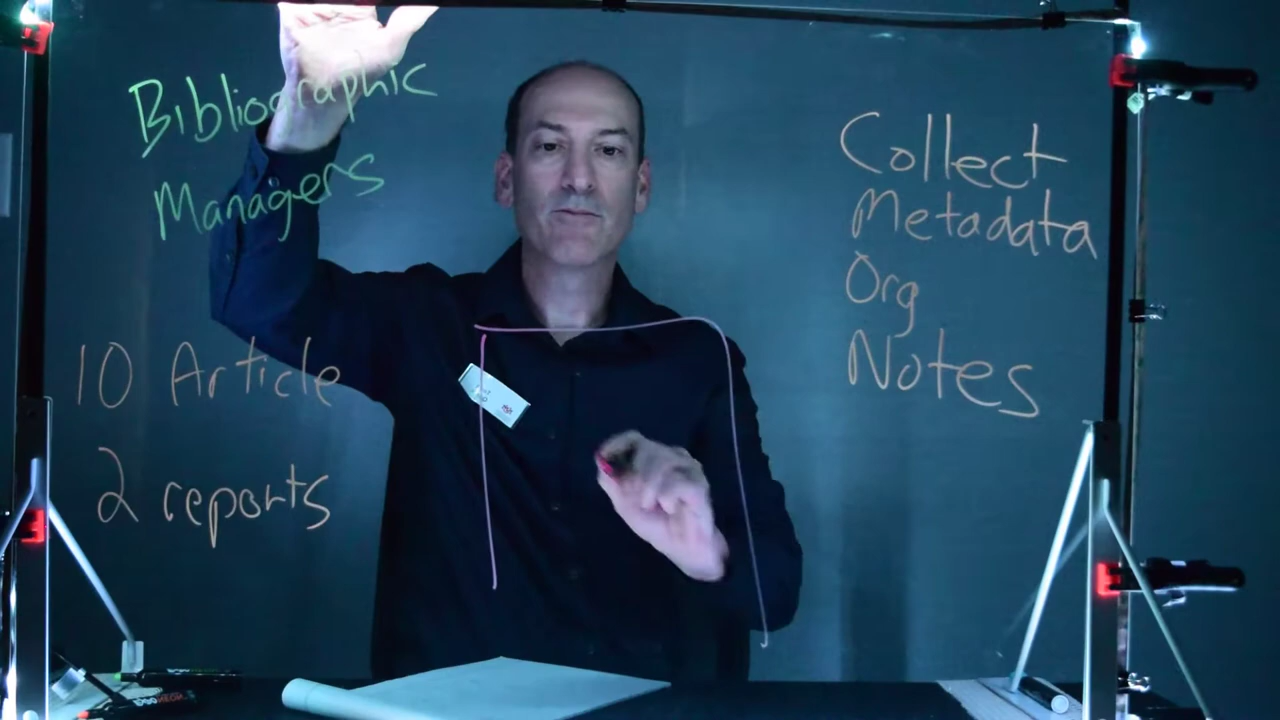 Bibliographic
Managers
10 Article
2 reports
Collect
Metadata
Org
Notes